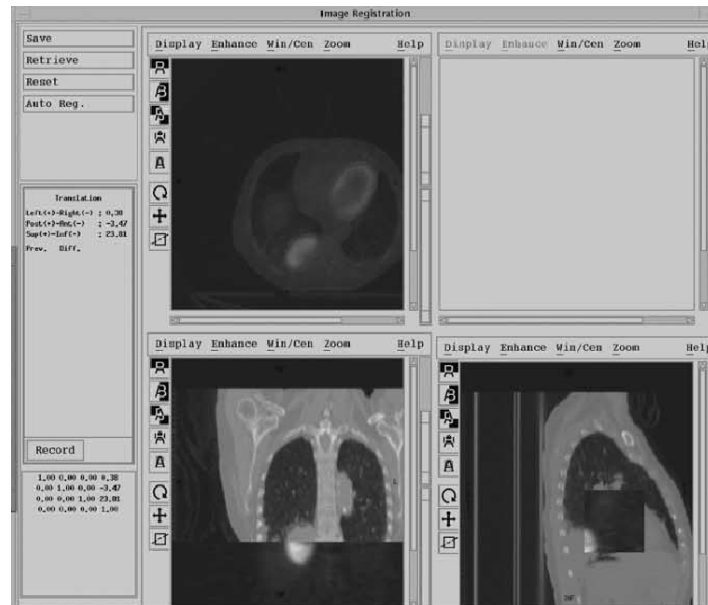 Image Registration
Save
Retrieve
Reset
Auto Reg.
Display Enhance Win/Cen Zoom Help
Display Enhance Win/Cen Zoom Hel
Translation
Left(+)-Right(-) : 0,38
Post(+)-Ant(-) : -3,47
Sup(+)-Inf(-) : 23,81
Prev. Diff.
Display Enhance Win/Cen Zoom Help
Display Enhance Win/Cen Zoom Hel
L
Record
1,00 0,00 0,00 0,38
0,00 1,00 0,00 -3,47
0,00 0,00 1,00 23,81
0,00 0,00 0,00 1,00
INF